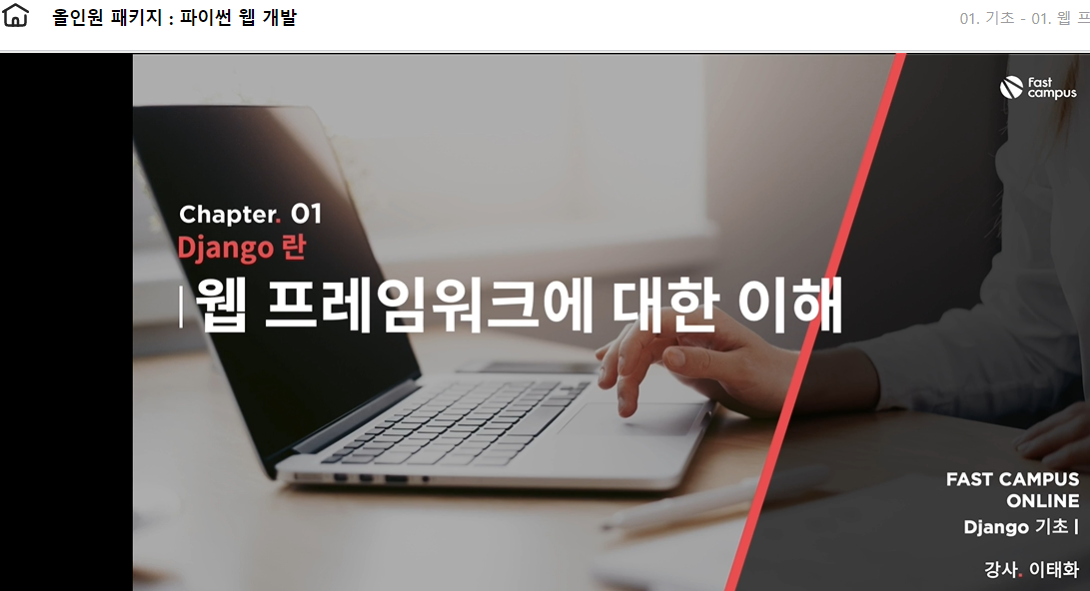 올인원 패키지 : 파이썬 웹 개발
01. 기초 - 01. 웹 프
Fast
campus
Chapter. 01
Django 란
| 웹 프레임워크에 대한 이해
FAST CAMPUS
ONLINE
Django 기초 |
강사. 이태화